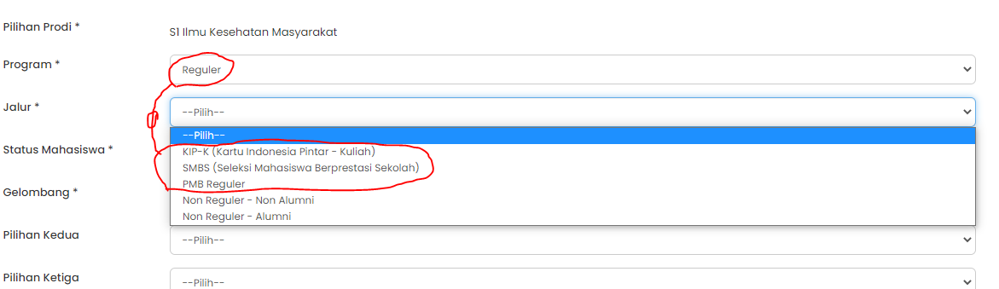 Pilihan Prodi *
S1 Ilmu Kesehatan Masyarakat
Program *
Reguler
Jalur *
--Pilih--
--Pilih--
Status Mahasiswa *
KIP-K (Kartu Indonesia Pintar - Kuliah)
SMBS (Seleksi Mahasiswa Berprestasi Sekolah)
PMB Reguler
Gelombang *
Non Reguler - Non Alumni
Non Reguler - Alumni
Pilihan Kedua
--Pilih--
Pilihan Ketiga
--Pilih--